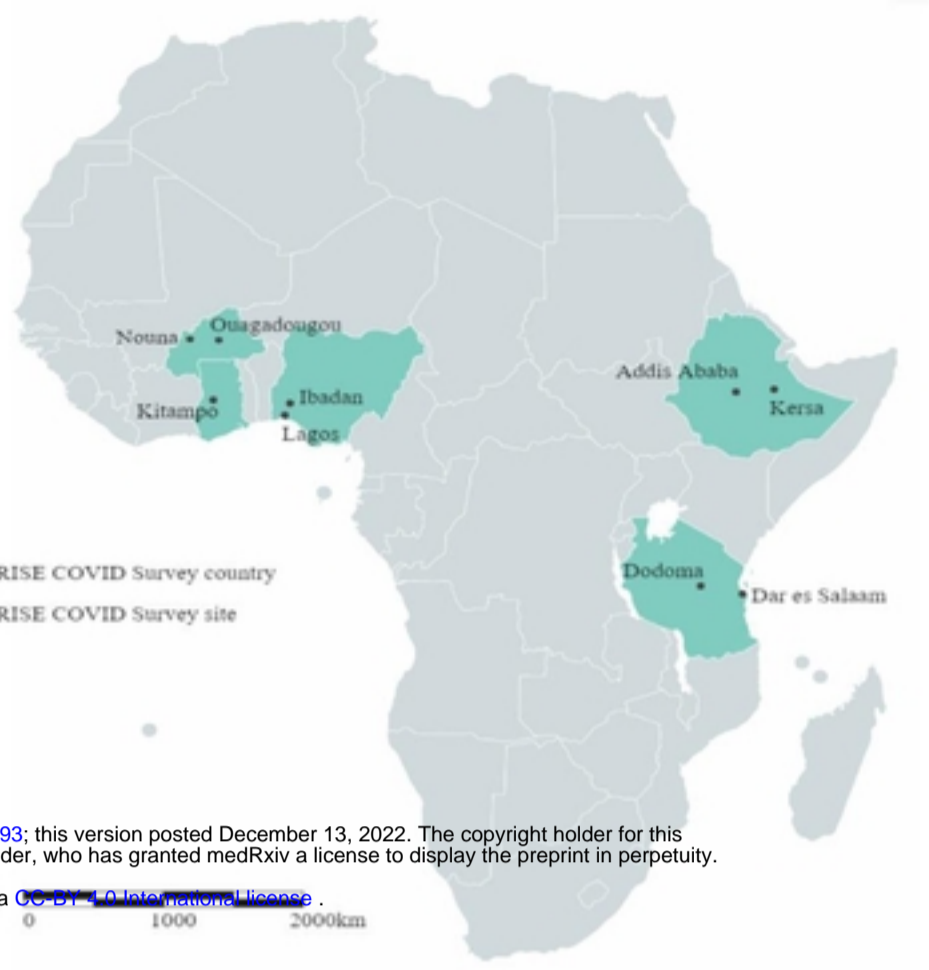 Ouagadougou
Nouna
Addis Ababa
Ibadan
Kersa
Kitampo
Lagos
RISE COVID Survey country
Dodoma
Dar es Salaam
RISE COVID Survey site
93; this version posted December 13, 2022. The copyright holder for this
der, who has granted medRxiv a license to display the preprint in perpetuity.
a CC-BY 4.0 International license .
0 1000 2000km